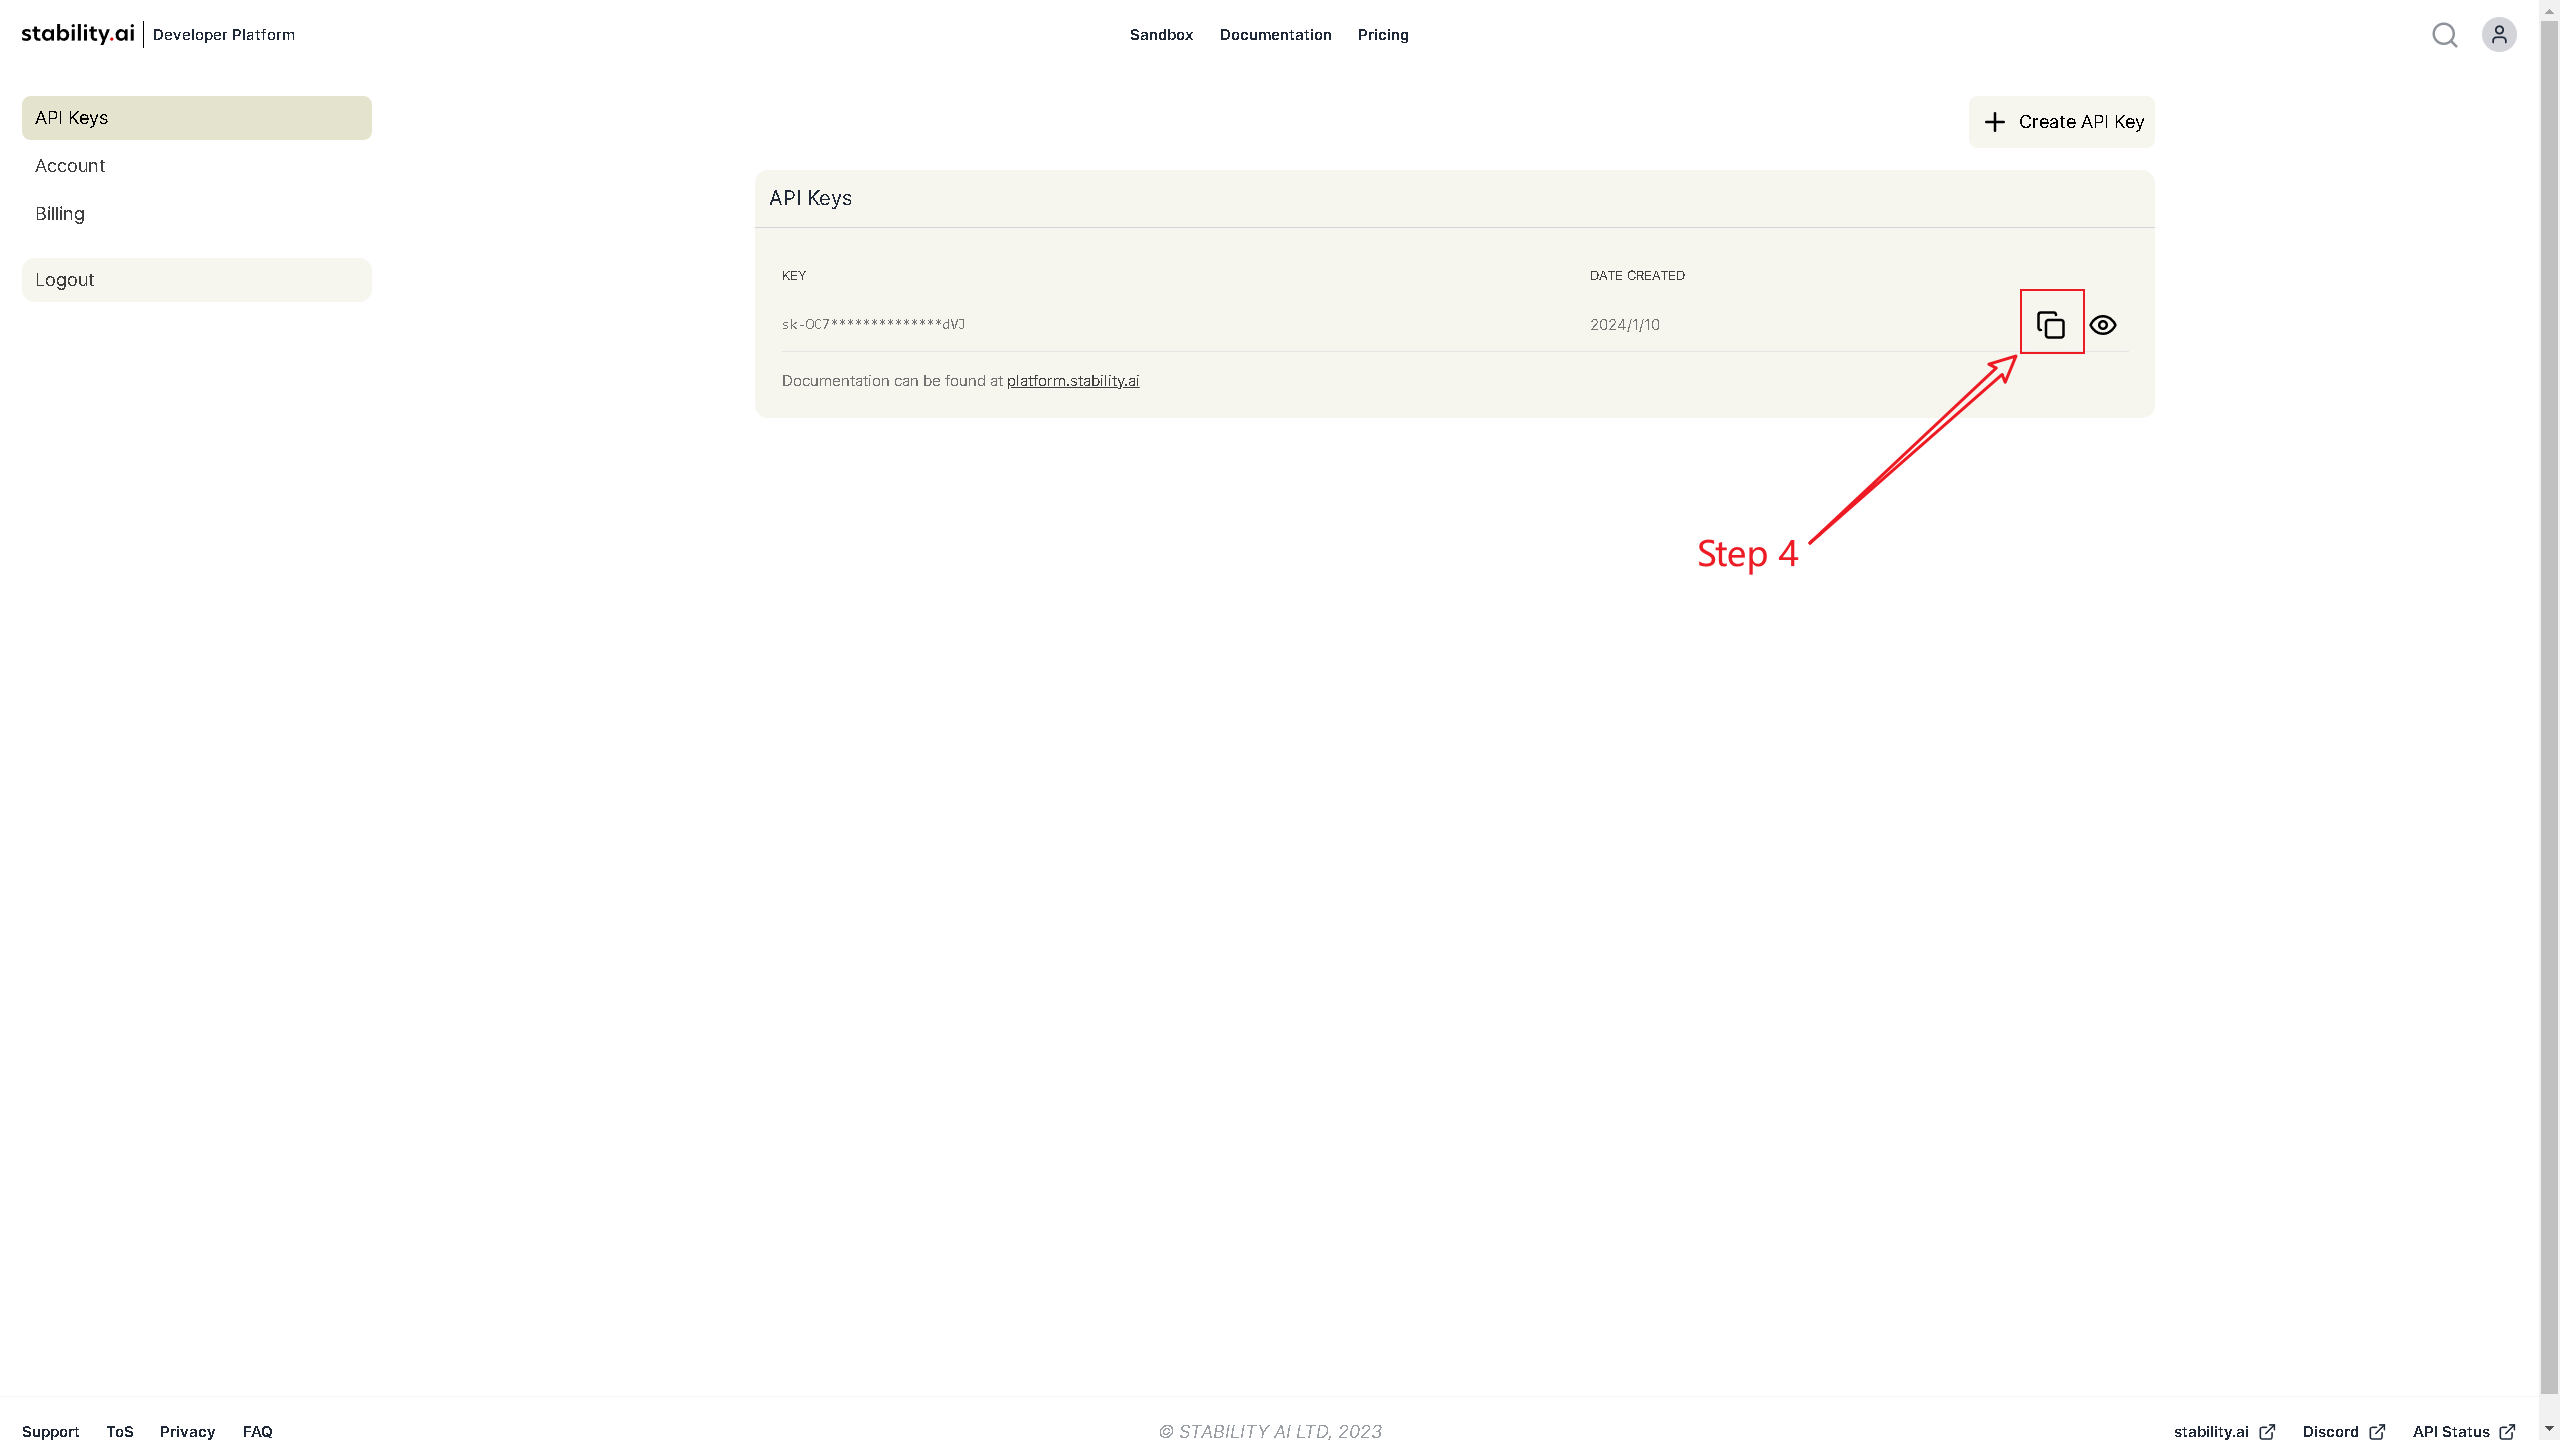 stability.ai Developer Platform
Sandbox Documentation Pricing
API Keys
Account
Billing
Logout
Create API Key
API Keys
KEY DATE CREATED
sk-OC7**************dVJ 2024/1/10
Documentation can be found at platform.stability.ai
Step 4
Support ToS Privacy FAQ
© STABILITY AI LTD, 2023
stability.ai Discord API Status